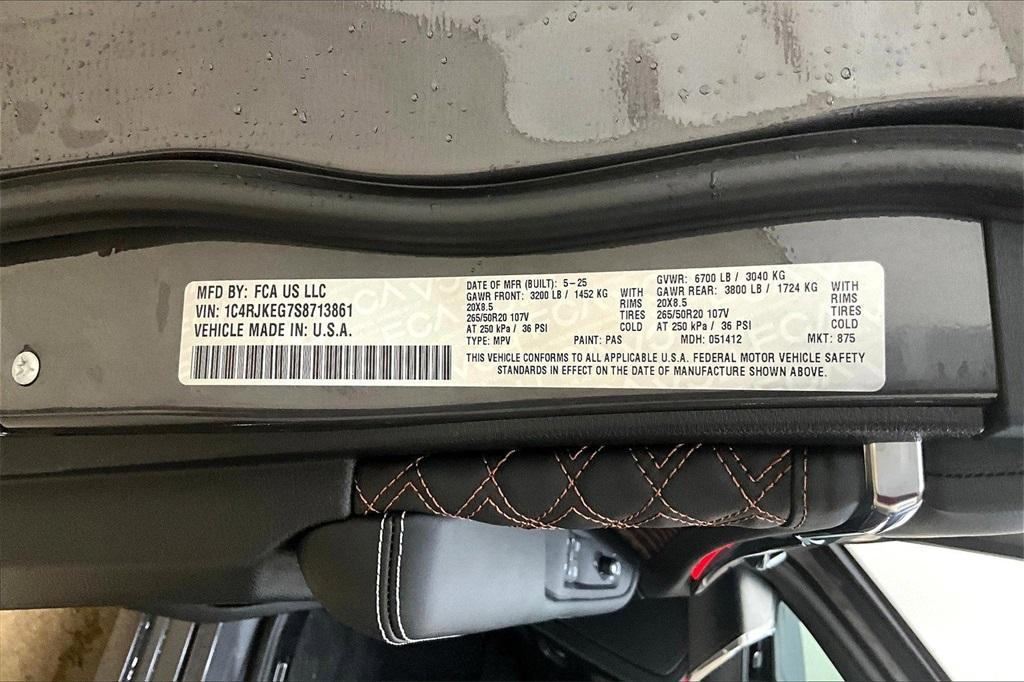 MFD BY: FCA US LLC
VIN: 1C4RJKEG7S8713861
VEHICLE MADE IN: U.S.A.
DATE OF MFR (BUILT): 5-25
GAWR FRONT: 3200 LB / 1452 KG WITH
20X8.5 RIMS
265/50R20 107V TIRES
AT 250 kPa / 36 PSI COLD
TYPE: MPV PAINT: PAS
GVWR: 6700 LB / 3040 KG
GAWR REAR: 3800 LB / 1724 KG WITH
20X8.5 RIMS
265/50R20 107V TIRES
AT 250 kPa / 36 PSI COLD
MDH: 051412 MKT: 875
THIS VEHICLE CONFORMS TO ALL APPLICABLE U.S.A. FEDERAL MOTOR VEHICLE SAFETY
STANDARDS IN EFFECT ON THE DATE OF MANUFACTURE SHOWN ABOVE.